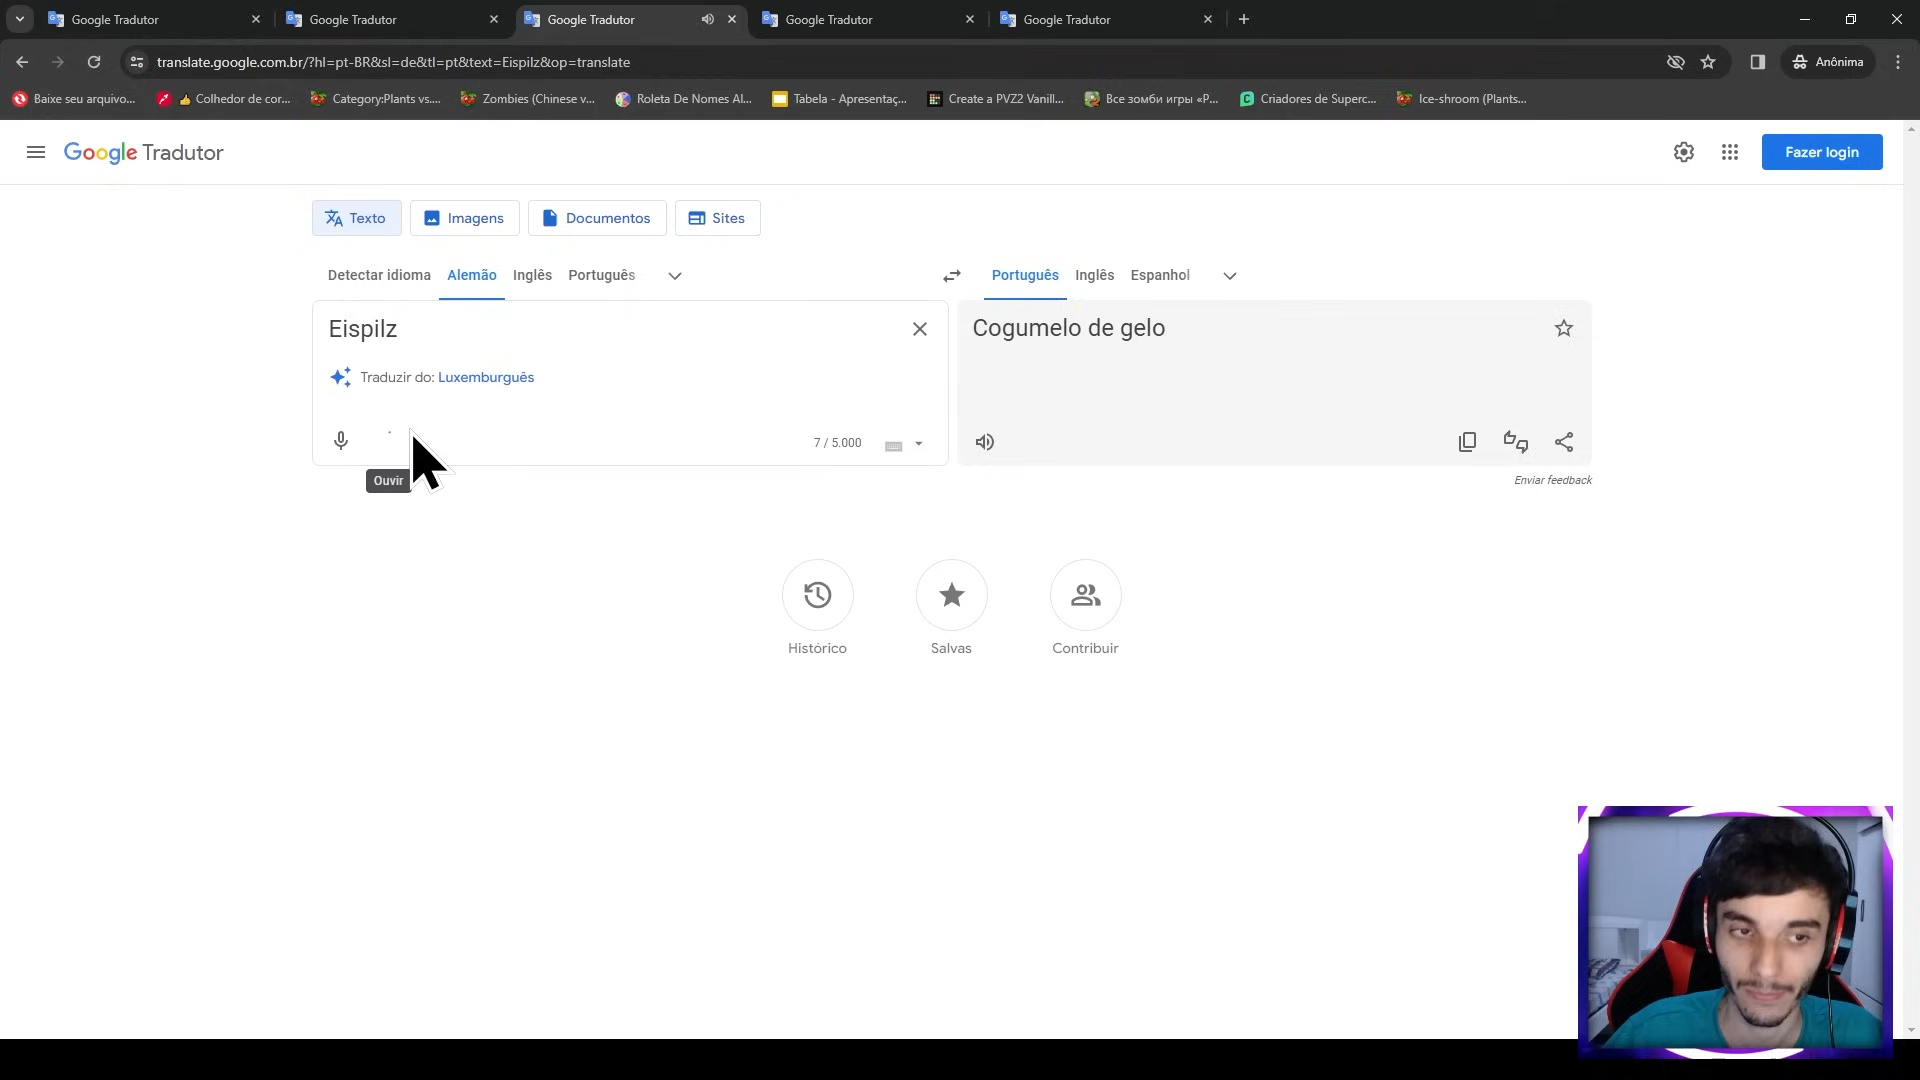 Google Tradutor
Google Tradutor
Google Tradutor
Google Tradutor
Google Tradutor
translate.google.com.br/?hl=pt-BR&sl=de&tl=pt&text=Eispilz&op=translate
Anônima
Baixe seu arquivo...
👍 Colhedor de cor...
Category:Plants vs....
Zombies (Chinese v...
Roleta De Nomes Al...
Tabela - Apresentaç...
Create a PVZ2 Vanill...
Все зомби игры «P...
Criadores de Superc...
Ice-shroom (Plants...
Google Tradutor
Fazer login
Texto
Imagens
Documentos
Sites
Detectar idioma
Alemão
Inglês
Português
Português
Inglês
Espanhol
Eispilz
Cogumelo de gelo
Traduzir do: Luxemburguês
7 / 5.000
Ouvir
Enviar feedback
Histórico
Salvas
Contribuir